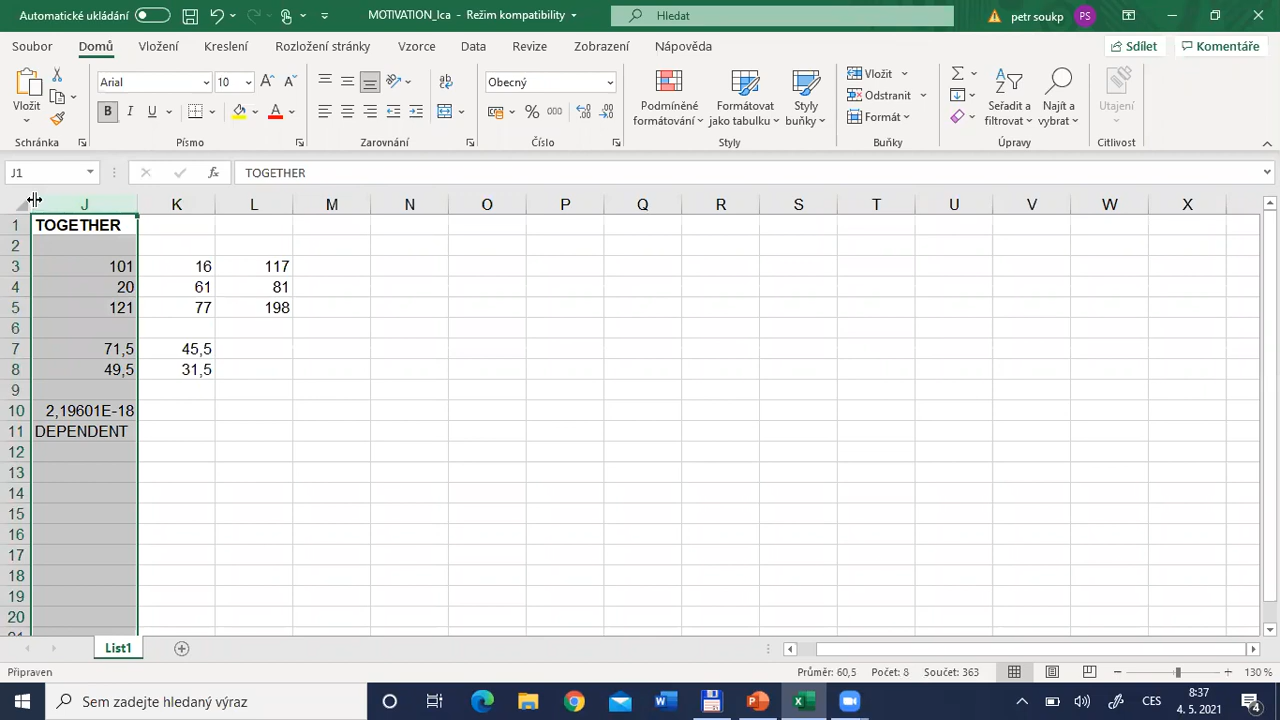 Automatické ukládání
MOTIVATION_lca - Režim kompatibility
Hledat
petr soukp
PS
Soubor Domů Vložení Kreslení Rozložení stránky Vzorce Data Revize Zobrazení Nápověda Sdílet Komentáře
Vložit
Schránka
Arial 10
B I U
Písmo
Zarovnání
Obecný
% 000
Číslo
Podmíněné formátování
Formátovat jako tabulku
Styly buňky
Styly
Vložit
Odstranit
Formát
Buňky
Seřadit a filtrovat
Najít a vybrat
Úpravy
Utajení
Citlivost
J1 fx TOGETHER
J K L M N O P Q R S T U V W X
1 TOGETHER
2
3 101 16 117
4 20 61 81
5 121 77 198
6
7 71,5 45,5
8 49,5 31,5
9
10 2,19601E-18
11 DEPENDENT
12
13
14
15
16
17
18
19
20
List1
Připraven Průměr: 60,5 Počet: 8 Součet: 363 130 %
Sem zadejte hledaný výraz
CES
8:37
4. 5. 2021
4